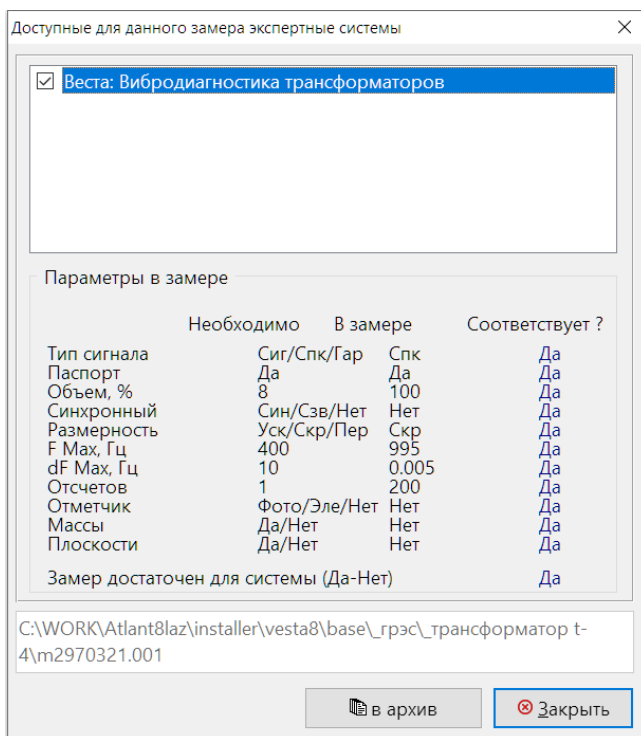 Доступные для данного замера экспертные системы
Веста: Вибродиагностика трансформаторов
Параметры в замере
Необходимо В замере Соответствует ?
Тип сигнала Сиг/Спк/Гар Спк Да
Паспорт Да Да Да
Объем, % 8 100 Да
Синхронный Син/Сзв/Нет Нет Да
Размерность Уск/Скр/Пер Скр Да
F Max, Гц 400 995 Да
dF Max, Гц 10 0.005 Да
Отсчетов 1 200 Да
Отметчик Фото/Эле/Нет Нет Да
Массы Да/Нет Нет Да
Плоскости Да/Нет Нет Да
Замер достаточен для системы (Да-Нет) Да
C:\WORK\Atlant8laz\installer\vesta8\base\_грэс\_трансформатор t-
4\m2970321.001
в архив Закрыть